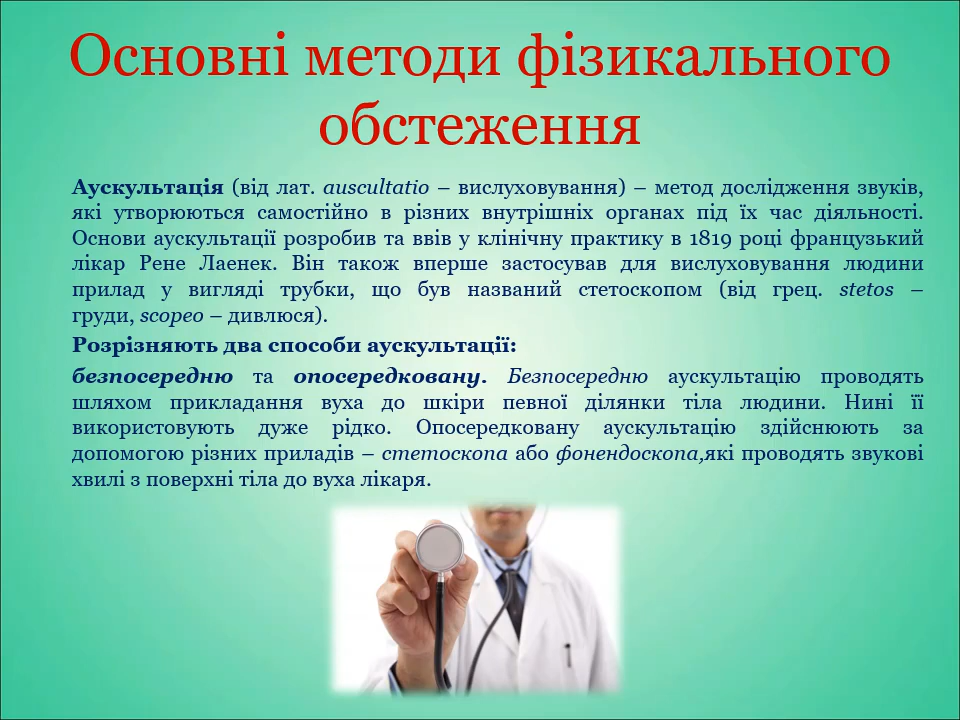 Основні методи фізикального
обстеження
Аускультація (від лат. auscultatio – вислуховування) – метод дослідження звуків,
які утворюються самостійно в різних внутрішніх органах під їх час діяльності.
Основи аускультації розробив та ввів у клінічну практику в 1819 році французький
лікар Рене Лаенек. Він також вперше застосував для вислуховування людини
прилад у вигляді трубки, що був названий стетоскопом (від грец. stetos –
груди, scopeo – дивлюся).
Розрізняють два способи аускультації:
безпосередню та опосередковану. Безпосередню аускультацію проводять
шляхом прикладання вуха до шкіри певної ділянки тіла людини. Нині її
використовують дуже рідко. Опосередковану аускультацію здійснюють за
допомогою різних приладів – стетоскопа або фонендоскопа,які проводять звукові
хвилі з поверхні тіла до вуха лікаря.